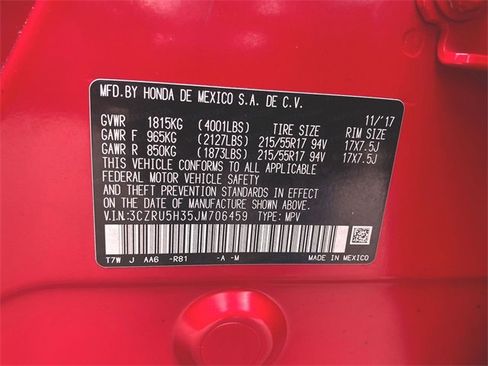 MFD.BY HONDA DE MEXICO S.A. DE C.V.
11/'17
GVWR 1815KG (4001LBS) TIRE SIZE RIM SIZE
GAWR F 965KG (2127LBS) 215/55R17 94V 17X7.5J
GAWR R 850KG (1873LBS) 215/55R17 94V 17X7.5J
THIS VEHICLE CONFORMS TO ALL APPLICABLE
FEDERAL MOTOR VEHICLE SAFETY
AND THEFT PREVENTION STANDARDS IN EFFECT
ON THE DATE OF MANUFACTURE SHOWN ABOVE.
V.I.N:3CZRU5H35JM706459 TYPE: MPV
T7W J AA6 -R81 -A -M MADE IN MEXICO